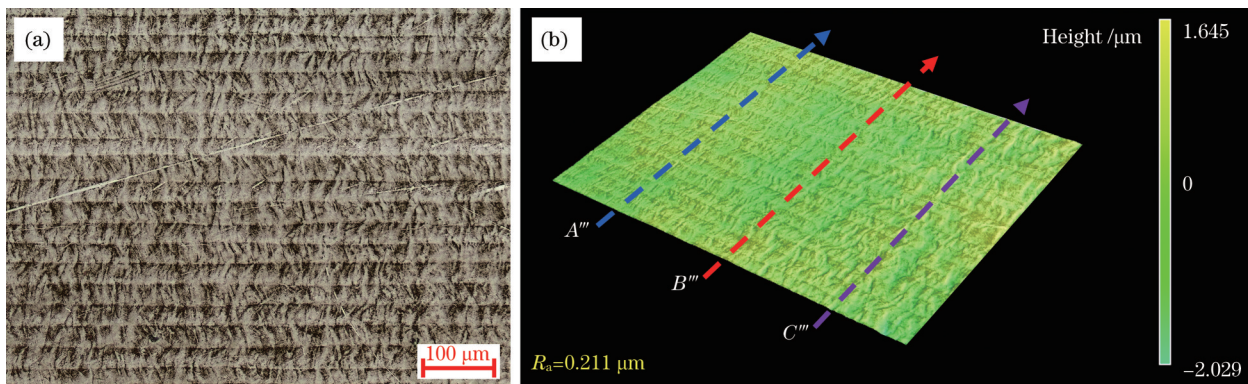 (a)
100 μm
(b)
Height /μm
1.645
0
−2.029
A‴
B‴
C‴
Rₐ=0.211 μm